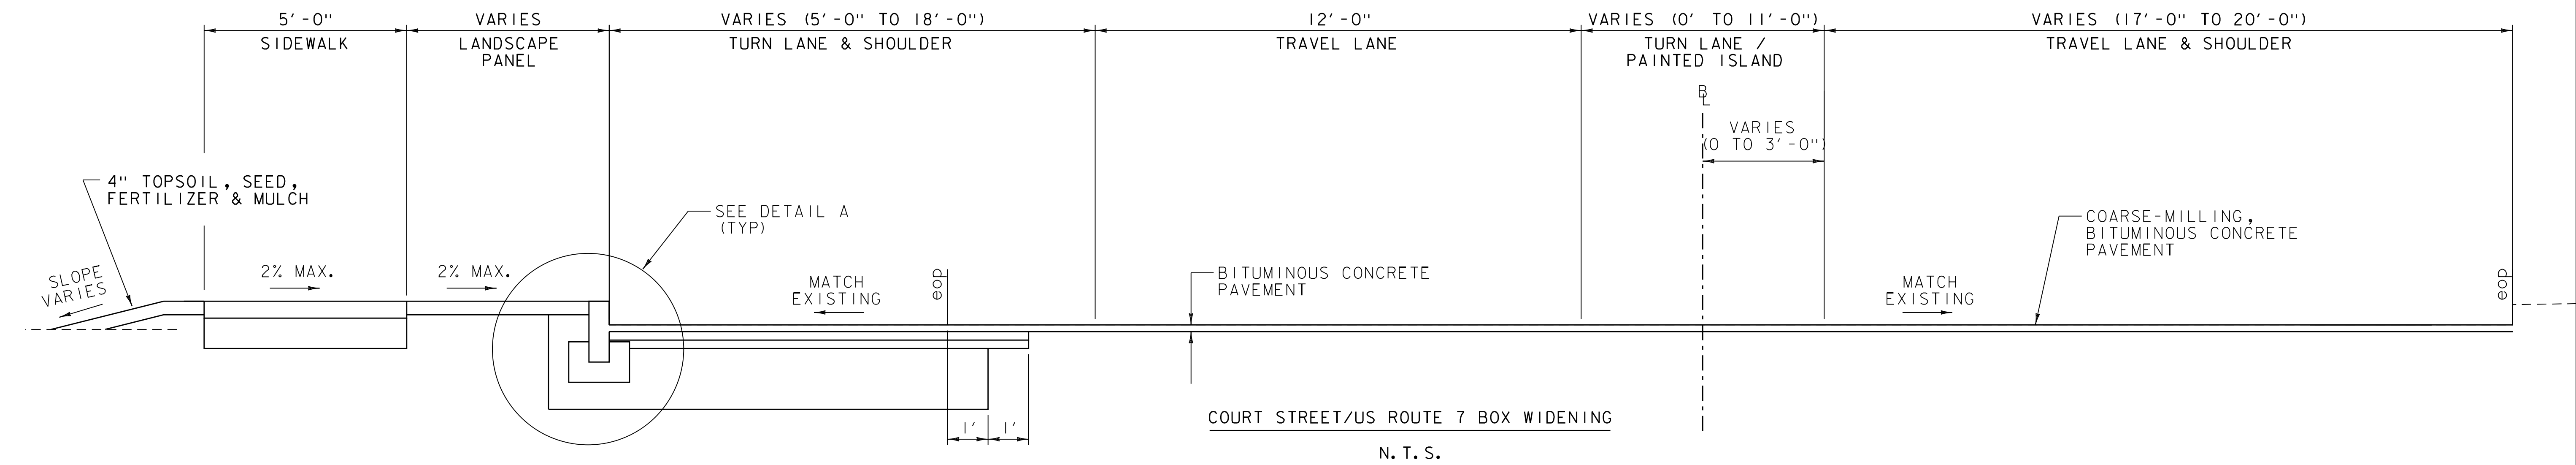 5'-0"
SIDEWALK
VARIES
LANDSCAPE
PANEL
VARIES (5'-0" TO 18'-0")
TURN LANE & SHOULDER
12'-0"
TRAVEL LANE
VARIES (0' TO 11'-0")
TURN LANE /
PAINTED ISLAND
VARIES (17'-0" TO 20'-0")
TRAVEL LANE & SHOULDER
BL
VARIES
(0 TO 3'-0")
4" TOPSOIL, SEED,
FERTILIZER & MULCH
SEE DETAIL A
(TYP)
COARSE-MILLING,
BITUMINOUS CONCRETE
PAVEMENT
SLOPE
VARIES
2% MAX.
2% MAX.
MATCH
EXISTING
eop
BITUMINOUS CONCRETE
PAVEMENT
MATCH
EXISTING
eop
1'
1'
COURT STREET/US ROUTE 7 BOX WIDENING
N.T.S.